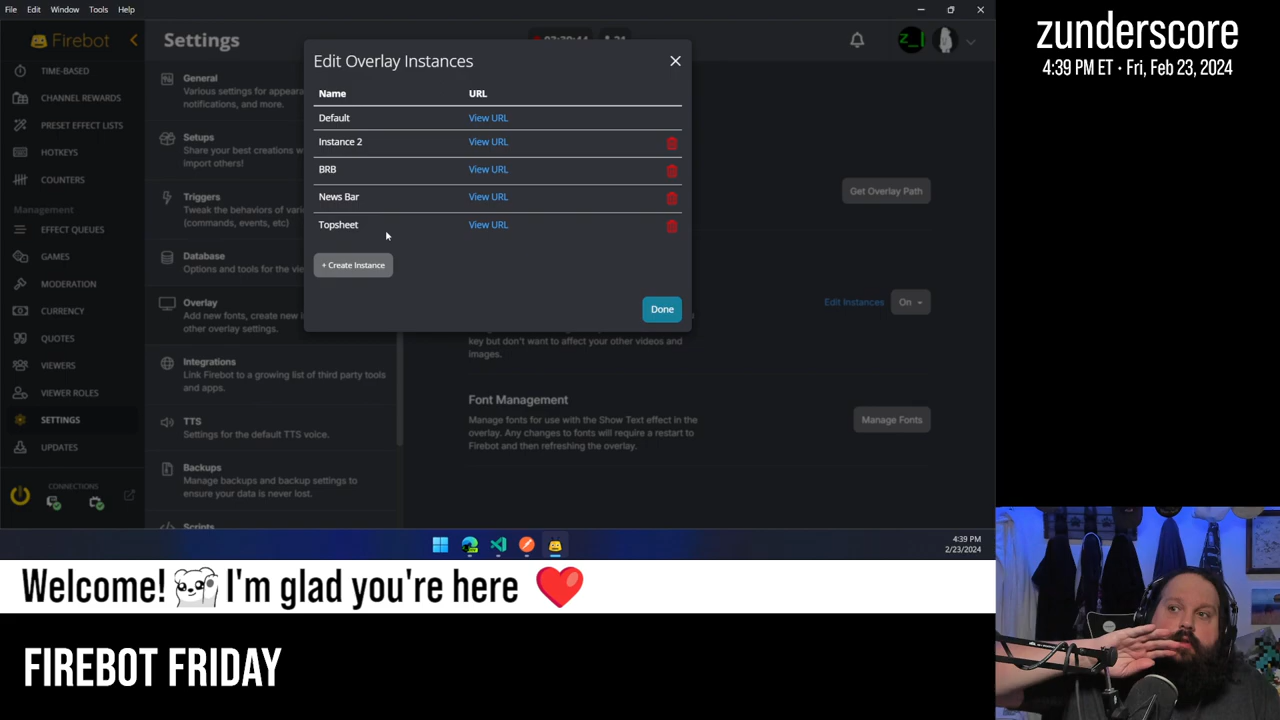 File Edit Window Tools Help
Firebot
Settings
TIME-BASED
CHANNEL REWARDS
PRESET EFFECT LISTS
HOTKEYS
COUNTERS
Management
EFFECT QUEUES
GAMES
MODERATION
CURRENCY
QUOTES
VIEWERS
VIEWER ROLES
SETTINGS
UPDATES
CONNECTIONS
General
Various settings for appeara
notifications, and more.
Setups
Share your best creations w
import others!
Triggers
Tweak the behaviors of vari
(commands, events, etc)
Database
Options and tools for the vie
Overlay
Add new fonts, create new i
other overlay settings.
Integrations
Link Firebot to a growing list of third party tools
and apps.
TTS
Settings for the default TTS voice.
Backups
Manage backups and backup settings to
ensure your data is never lost.
Scripts
Edit Overlay Instances
Name URL
Default View URL
Instance 2 View URL
BRB View URL
News Bar View URL
Topsheet View URL
+ Create Instance
Done
Get Overlay Path
Edit Instances On
key but don't want to affect your other videos and
images.
Font Management
Manage fonts for use with the Show Text effect in the
overlay. Any changes to fonts will require a restart to
Firebot and then refreshing the overlay.
Manage Fonts
4:39 PM
2/23/2024
zunderscore
4:39 PM ET · Fri, Feb 23, 2024
Welcome! I'm glad you're here
FIREBOT FRIDAY